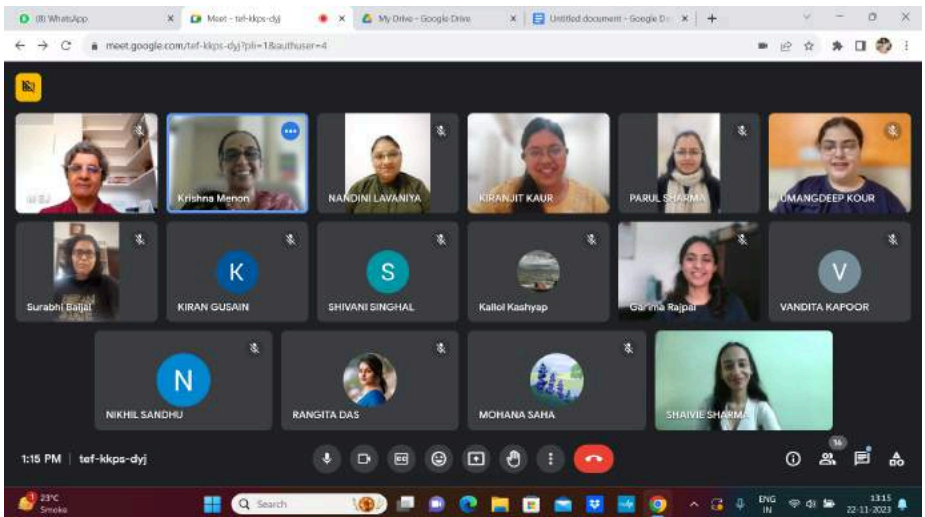 (8) WhatsApp
Meet - tef-kkps-dyj
My Drive - Google Drive
Untitled document - Google Do
meet.google.com/tef-kkps-dyj?pli=1&authuser=4
Krishna Menon
NANDINI LAVANIYA
KIRANJIT KAUR
PARUL SHARMA
UMANGDEEP KOUR
Surabhi Baijal
K
KIRAN GUSAIN
S
SHIVANI SINGHAL
Kallol Kashyap
Garima Rajpal
V
VANDITA KAPOOR
N
NIKHIL SANDHU
RANGITA DAS
MOHANA SAHA
SHAIVIE SHARMA
1:15 PM | tef-kkps-dyj
16
23°C
Smoke
Search
ENG
IN
13:15
22-11-2023